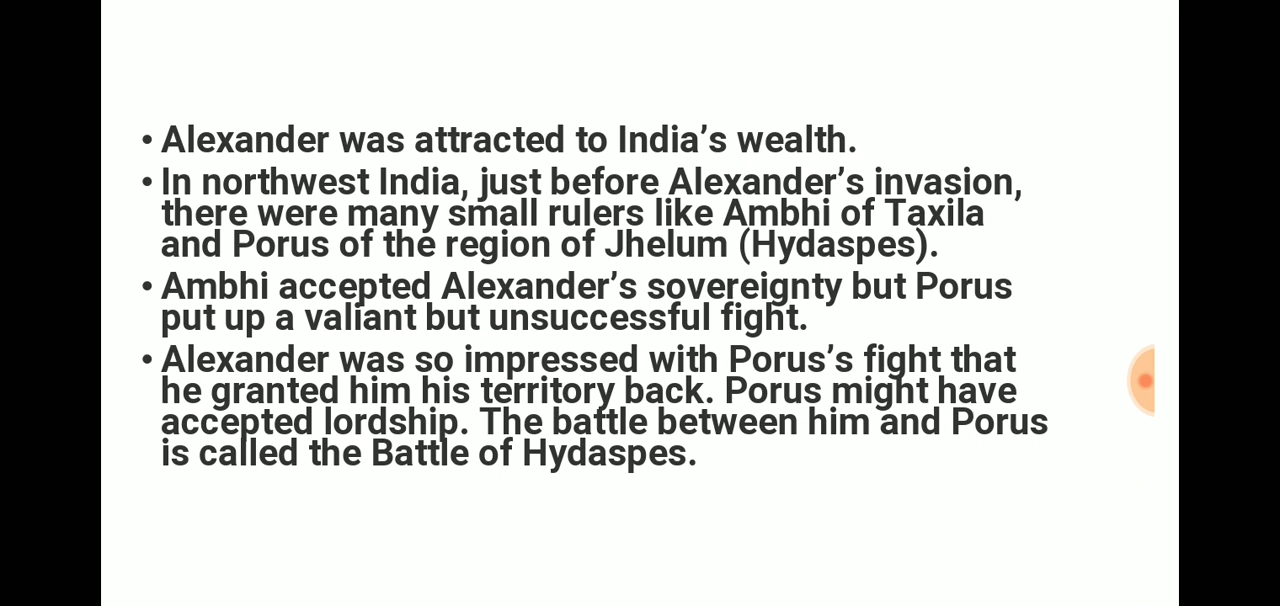 • Alexander was attracted to India’s wealth.
• In northwest India, just before Alexander’s invasion,
there were many small rulers like Ambhi of Taxila
and Porus of the region of Jhelum (Hydaspes).
• Ambhi accepted Alexander’s sovereignty but Porus
put up a valiant but unsuccessful fight.
• Alexander was so impressed with Porus’s fight that
he granted him his territory back. Porus might have
accepted lordship. The battle between him and Porus
is called the Battle of Hydaspes.